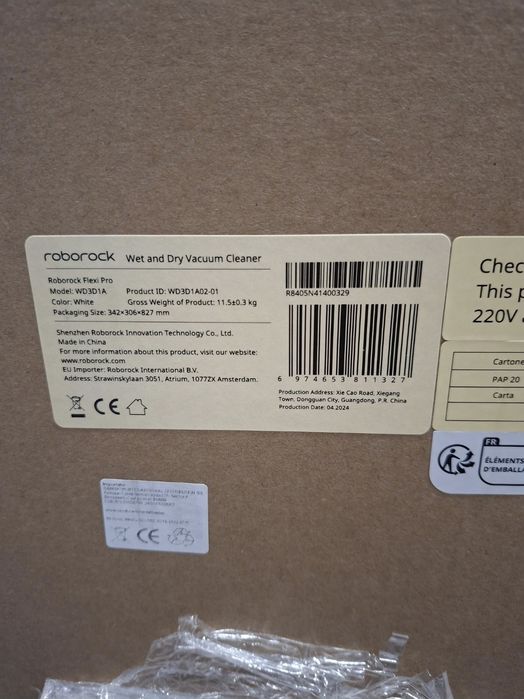 roborock Wet and Dry Vacuum Cleaner
Roborock Flexi Pro
Model: WD3D1A Product ID: WD3D1A02-01
Color: White Gross Weight of Product: 11.5±0.3 kg
Packaging Size: 342×306×827 mm
Shenzhen Roborock Innovation Technology Co., Ltd.
Made in China
For more information about this product, visit our website:
www.roborock.com
EU Importer: Roborock International B.V.
Address: Strawinskylaan 3051, Atrium, 1077ZX Amsterdam.
CE
R8405N41400329
6 974653 811327
Production Address: Xie Cao Road, Xiegang
Town, Dongguan City, Guangdong, P.R. China
Production Date: 04.2024
Chec
This p
220V a
Cartone
PAP 20
Carta
FR
ÉLÉMENTS
D'EMBALLA
CE